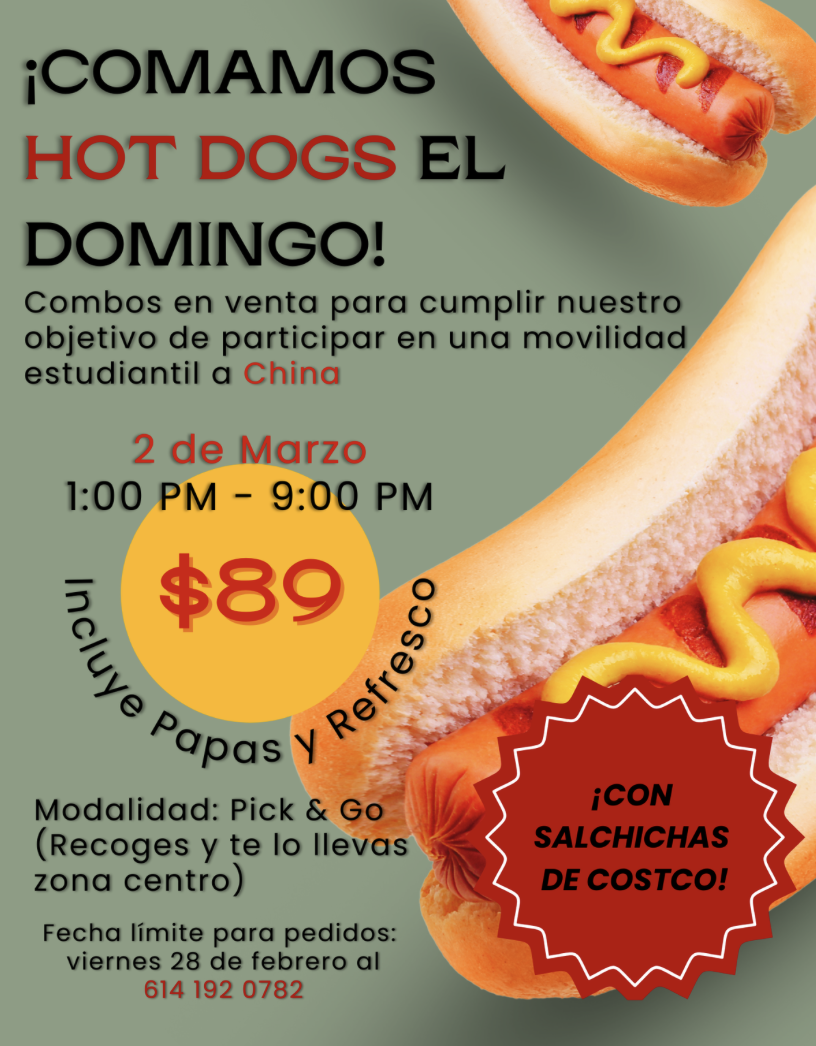 ¡COMAMOS
HOT DOGS EL
DOMINGO!
Combos en venta para cumplir nuestro
objetivo de participar en una movilidad
estudiantil a China
2 de Marzo
1:00 PM - 9:00 PM
$89
Incluye Papas y Refresco
Modalidad: Pick & Go
(Recoges y te lo llevas
zona centro)
¡CON
SALCHICHAS
DE COSTCO!
Fecha límite para pedidos:
viernes 28 de febrero al
614 192 0782